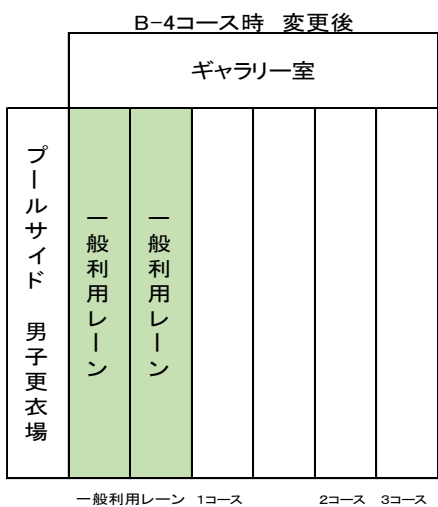 B-4コース時 変更後
ギャラリー室
プールサイド 男子更衣場
一般利用レーン
一般利用レーン
一般利用レーン 1コース 2コース 3コース